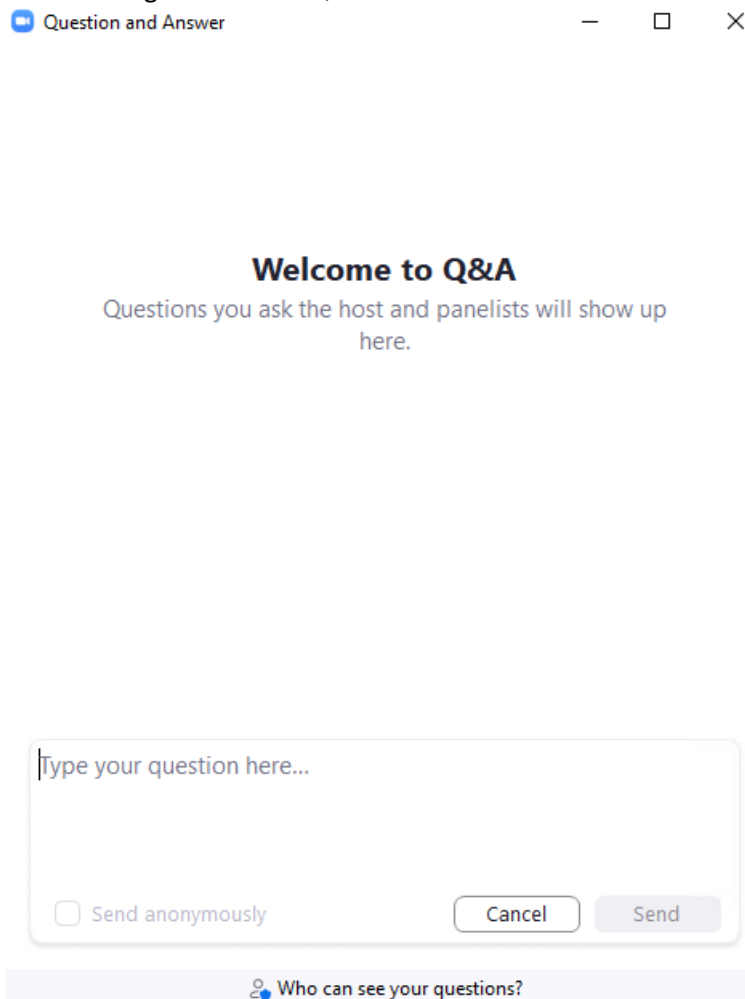 Question and Answer
Welcome to Q&A
Questions you ask the host and panelists will show up
here.
Type your question here...
Send anonymously
Cancel
Send
Who can see your questions?